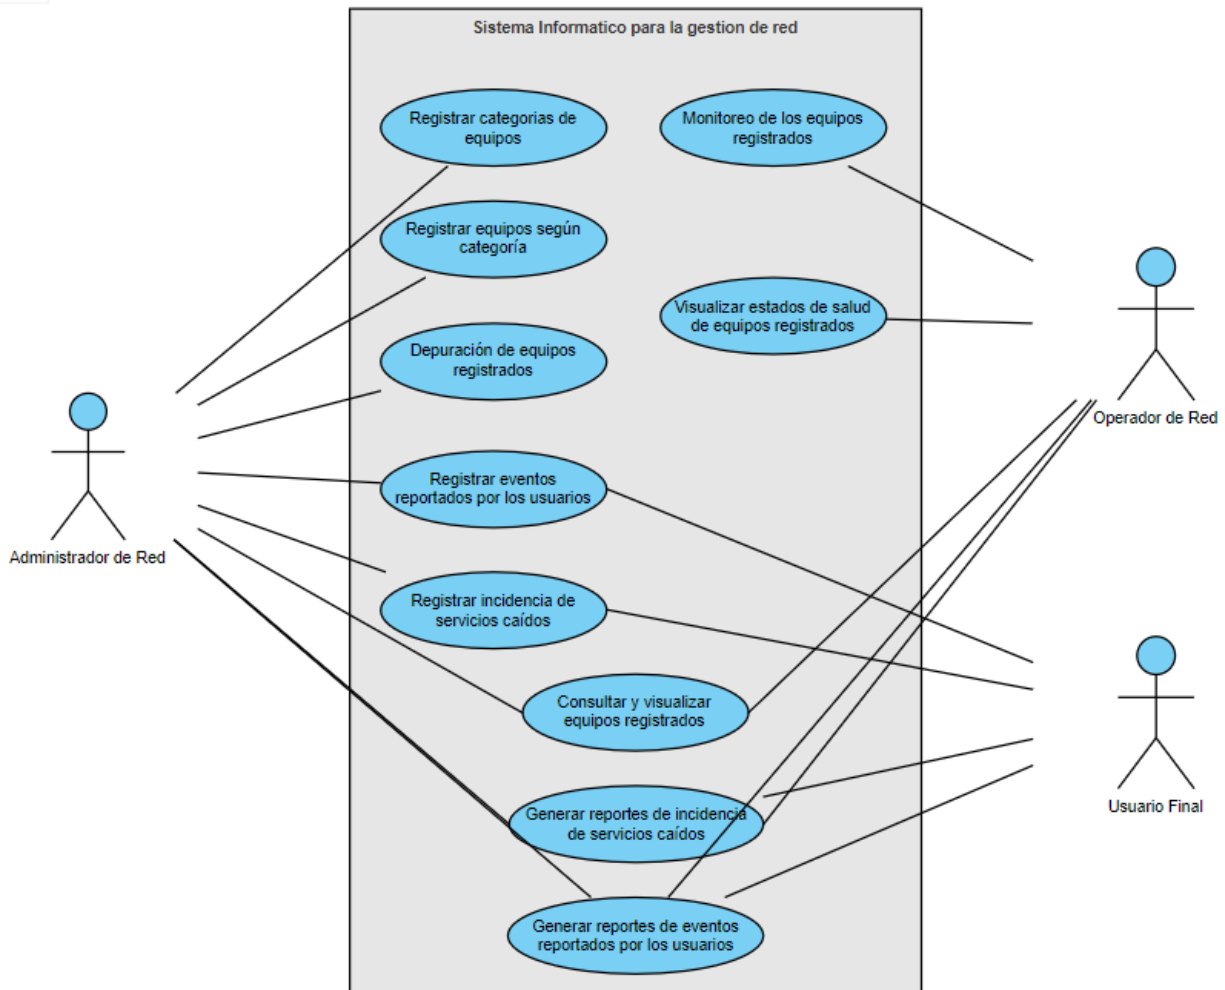 Sistema Informatico para la gestion de red
Registrar categorias de
equipos
Monitoreo de los equipos
registrados
Registrar equipos según
categoría
Visualizar estados de salud
de equipos registrados
Depuración de equipos
registrados
Operador de Red
Registrar eventos
reportados por los usuarios
Administrador de Red
Registrar incidencia de
servicios caídos
Consultar y visualizar
equipos registrados
Generar reportes de incidencia
de servicios caídos
Usuario Final
Generar reportes de eventos
reportados por los usuarios